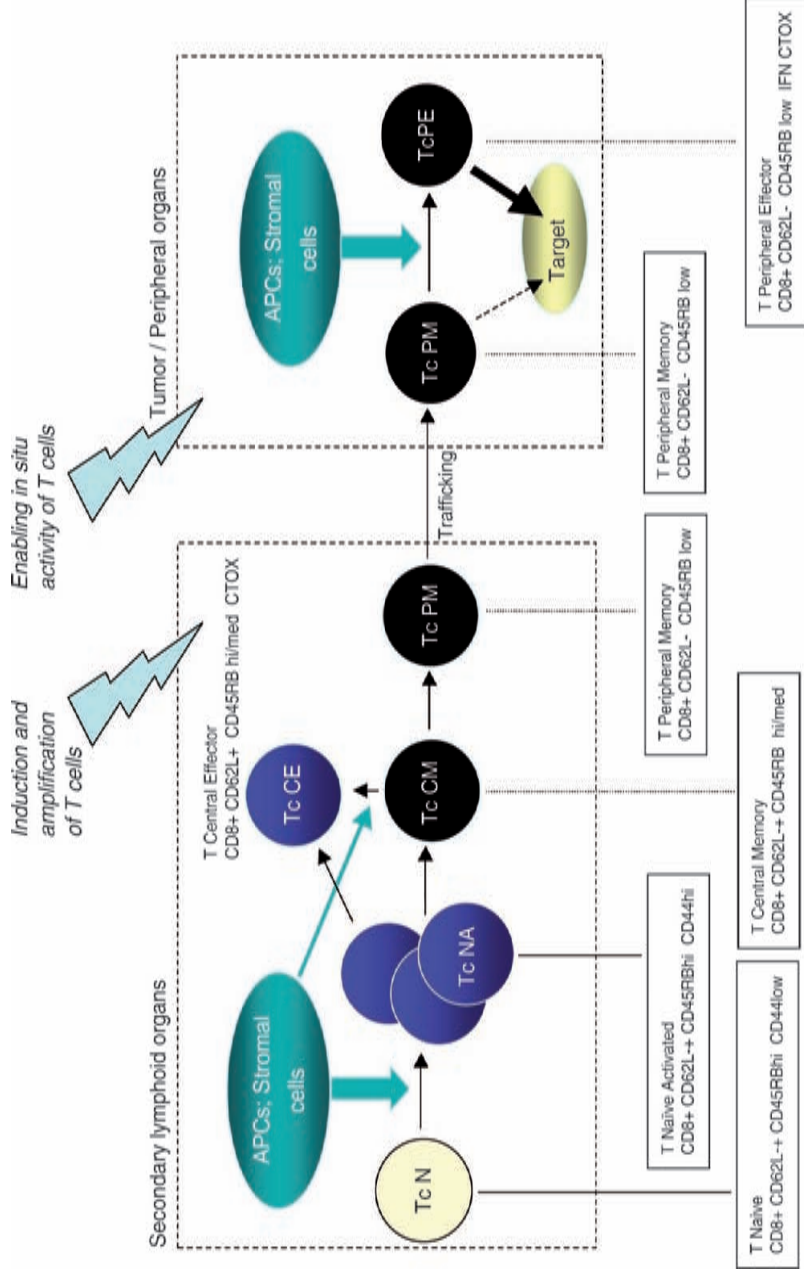 Induction and
amplification
of T cells
Enabling in situ
activity of T cells
Secondary lymphoid organs
Tumor / Peripheral organs
APCs; Stromal
cells
T Central Effector
CD8+ CD62L+ CD45RB hi/med CTOX
Tc CE
APCs; Stromal
cells
Tc N
Tc NA
Tc CM
Tc PM
Trafficking
Tc PM
TcPE
Target
T Naïve
CD8+ CD62L-+ CD45RBhi CD44low
T Naïve Activated
CD8+ CD62L-+ CD45RBhi CD44hi
T Central Memory
CD8+ CD62L-+ CD45RB hi/med
T Peripheral Memory
CD8+ CD62L- CD45RB low
T Peripheral Memory
CD8+ CD62L- CD45RB low
T Peripheral Effector
CD8+ CD62L- CD45RB low IFN CTOX